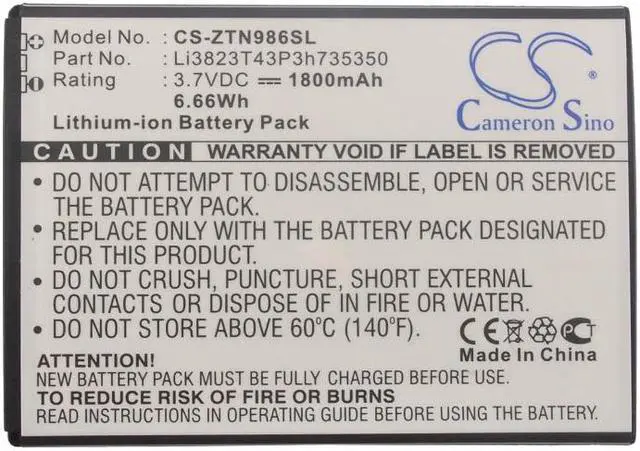 Model No. : CS-ZTN986SL
Part No. : Li3823T43P3h735350
Rating : 3.7VDC 1800mAh
6.66Wh
Lithium-ion Battery Pack
CS
Cameron Sino
CAUTION WARRANTY VOID IF LABEL IS REMOVED
• DO NOT ATTEMPT TO DISASSEMBLE, OPEN OR SERVICE
THE BATTERY PACK.
• REPLACE ONLY WITH THE BATTERY PACK DESIGNATED
FOR THIS PRODUCT.
• DO NOT CRUSH, PUNCTURE, SHORT EXTERNAL
CONTACTS OR DISPOSE IN FIRE OR WATER.
• DO NOT STORE ABOVE 60°C (140°F).
CE
Made In China
ATTENTION!
NEW BATTERY PACK MUST BE FULLY CHARGED BEFORE USE
TO REDUCE RISK OF FIRE OR BURNS
READ INSTRUCTIONS AND OPERATING GUIDE BEFORE USING PRODUCT